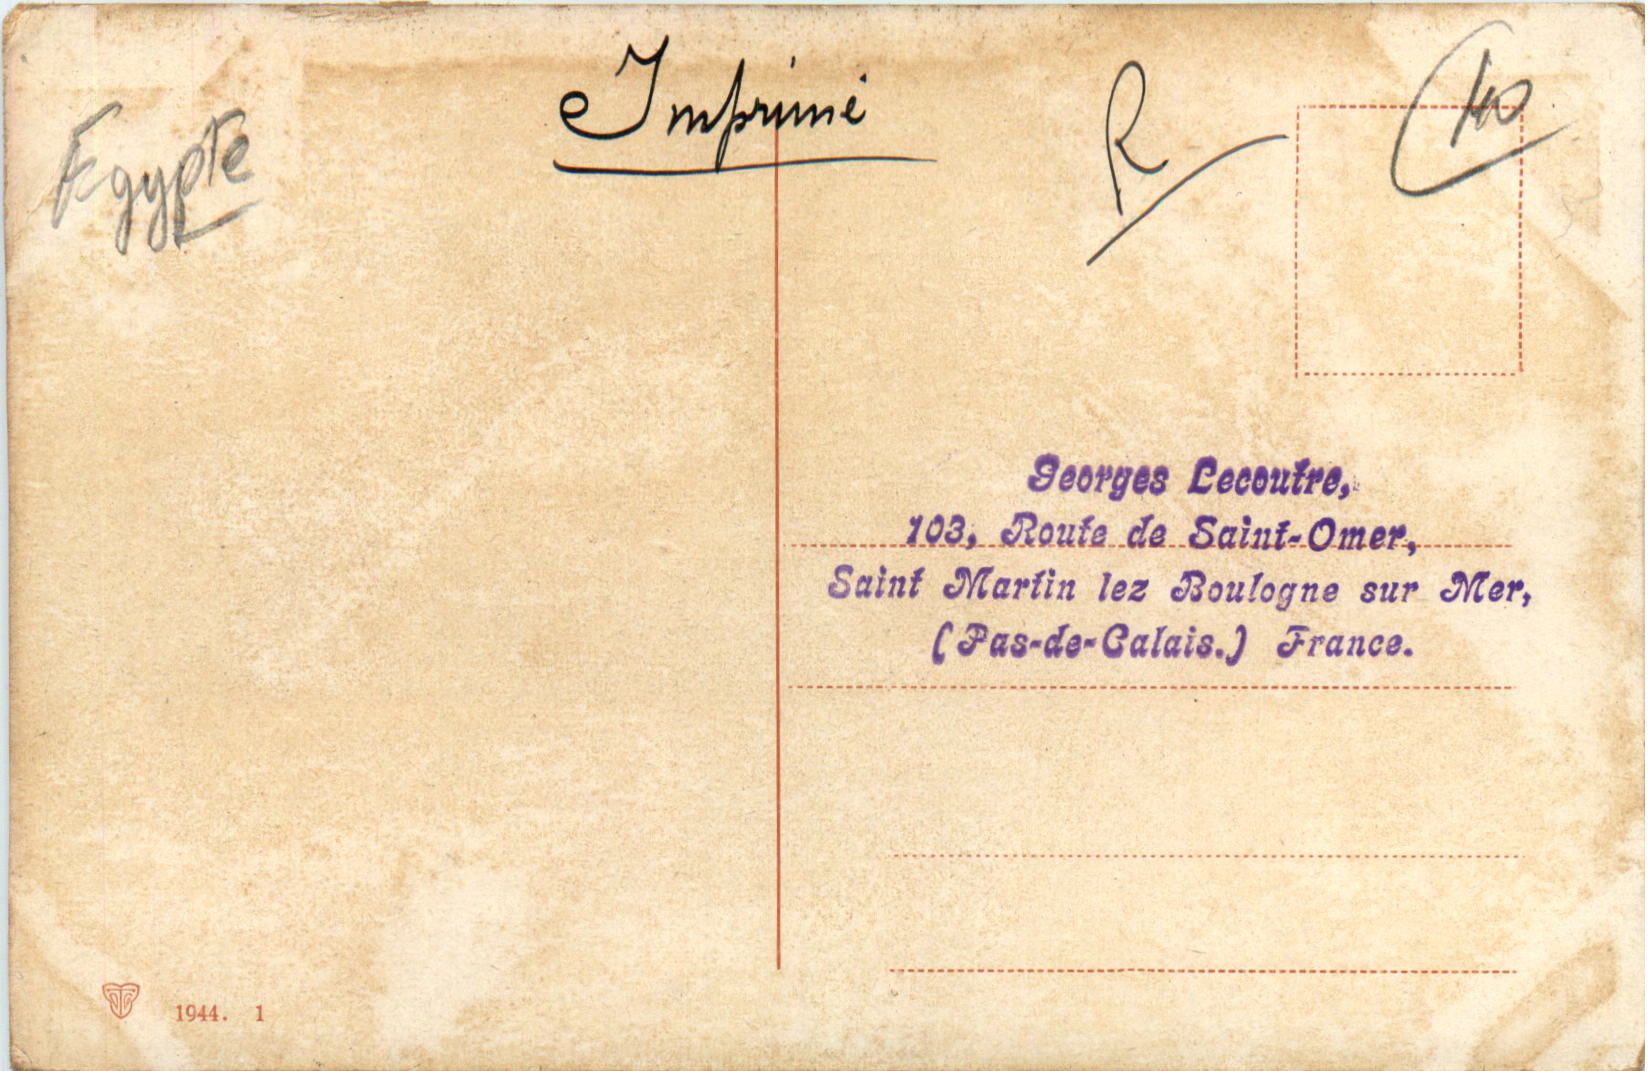 Egypte
Imprimé
R
40
Georges Lecoutre,
103, Route de Saint-Omer,
Saint Martin lez Boulogne sur Mer,
(Pas-de-Calais.) France.
1944. 1